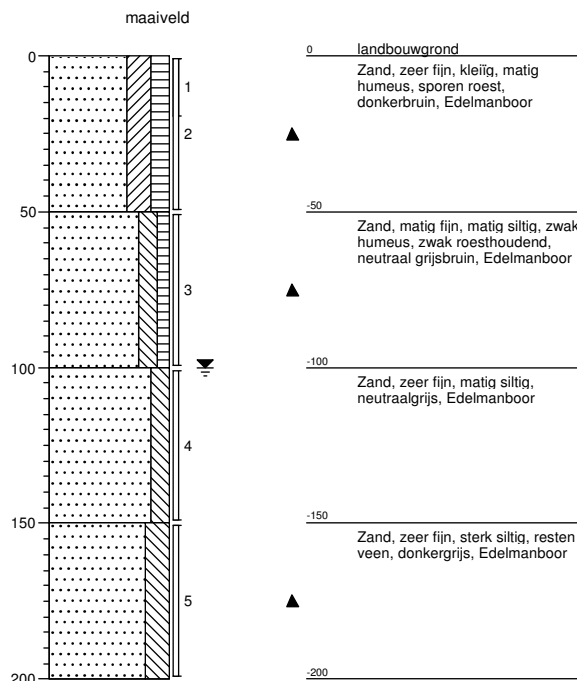 maaiveld
0
50
100
150
200
1
2
3
4
5
0
landbouwgrond
Zand, zeer fijn, kleiïg, matig
humeus, sporen roest,
donkerbruin, Edelmanboor
-50
Zand, matig fijn, matig siltig, zwak
humeus, zwak roesthoudend,
neutraal grijsbruin, Edelmanboor
-100
Zand, zeer fijn, matig siltig,
neutraalgrijs, Edelmanboor
-150
Zand, zeer fijn, sterk siltig, resten
veen, donkergrijs, Edelmanboor
-200